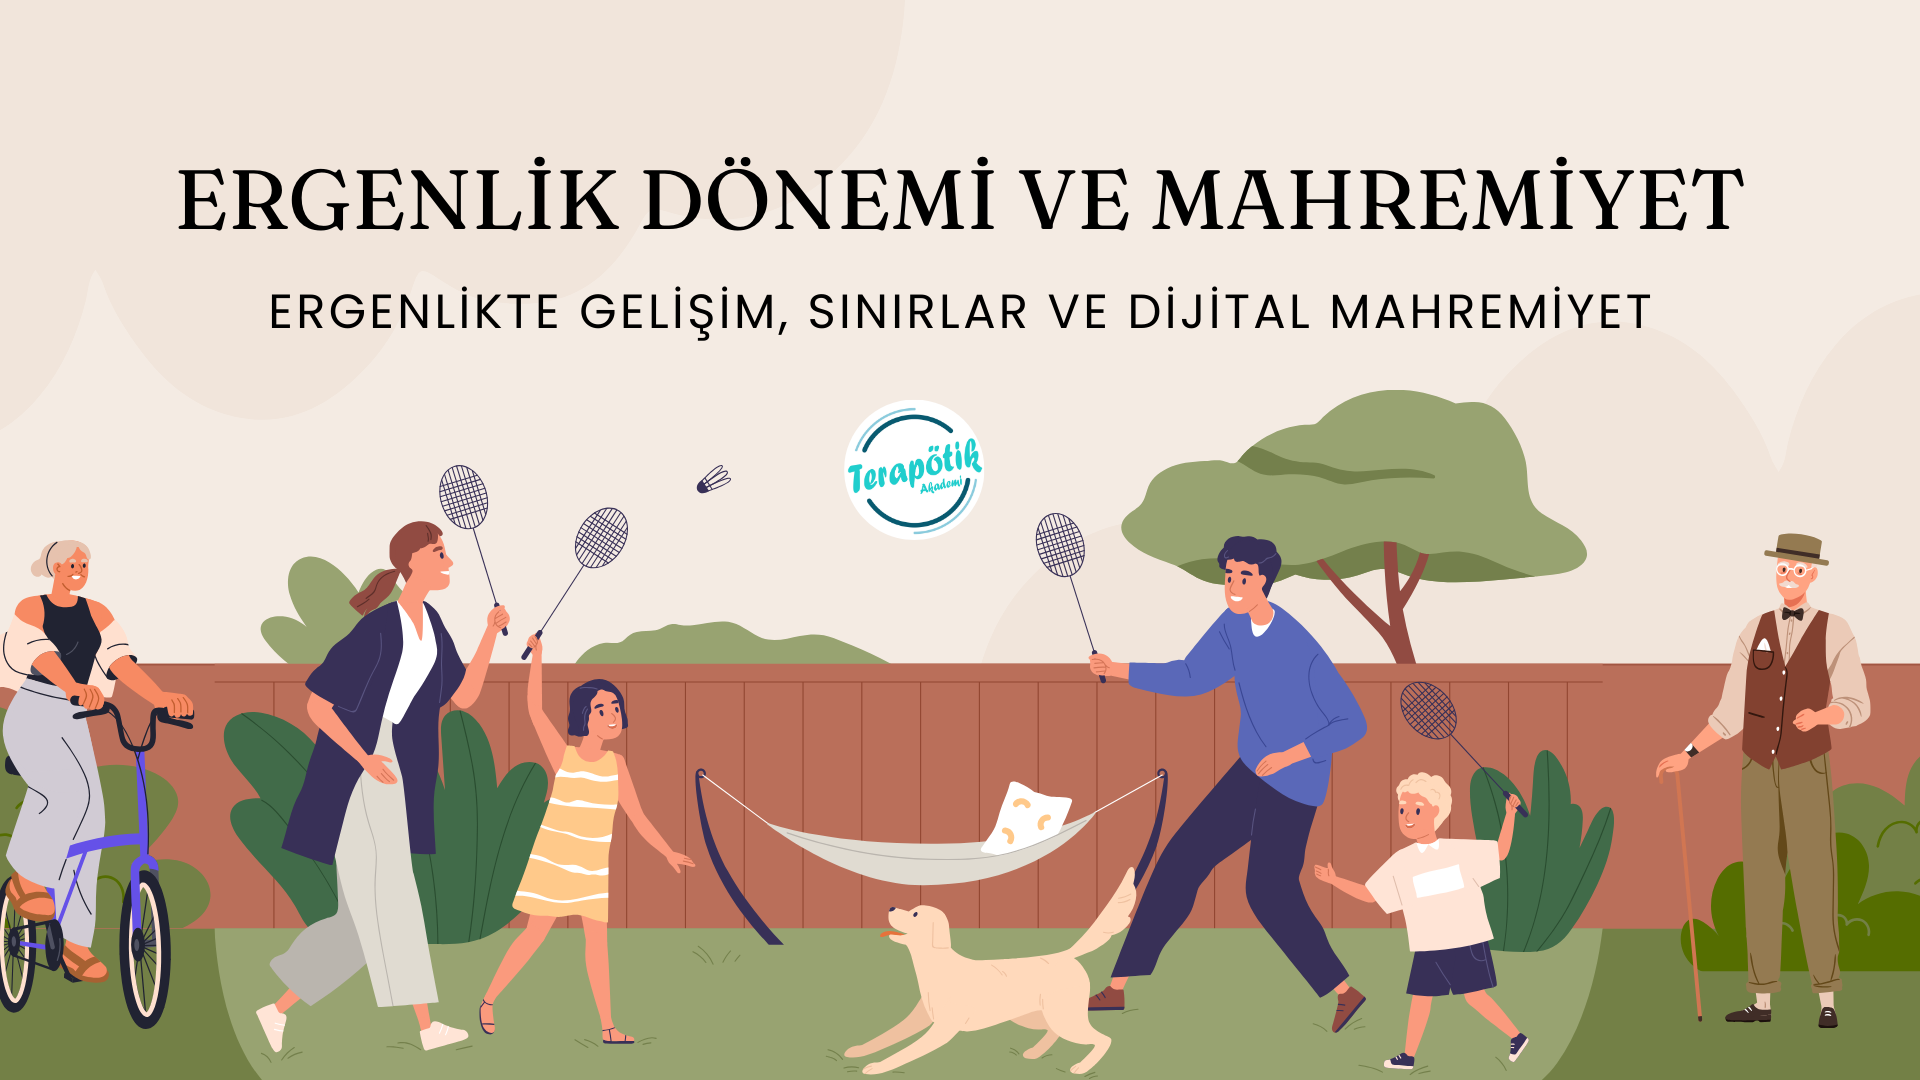 ERGENLİK DÖNEMİ VE MAHREMİYET
ERGENLİKTE GELİŞİM, SINIRLAR VE DİJİTAL MAHREMİYET
Terapötik
Akademi